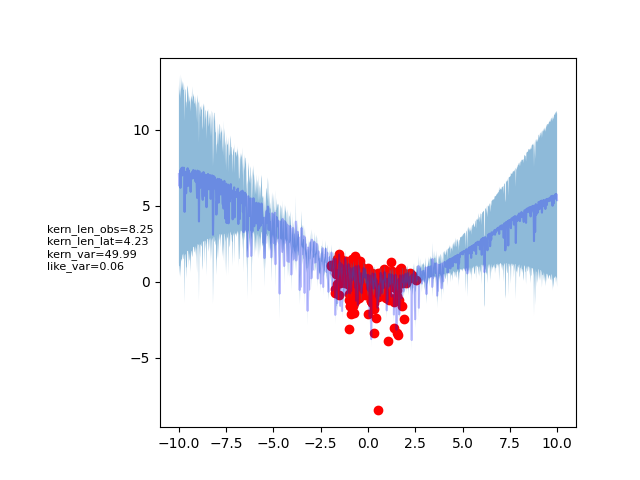 10
5
kern_len_obs=8.25
kern_len_lat=4.23
kern_var=49.99
like_var=0.06
0
−5
−10.0 −7.5 −5.0 −2.5 0.0 2.5 5.0 7.5 10.0